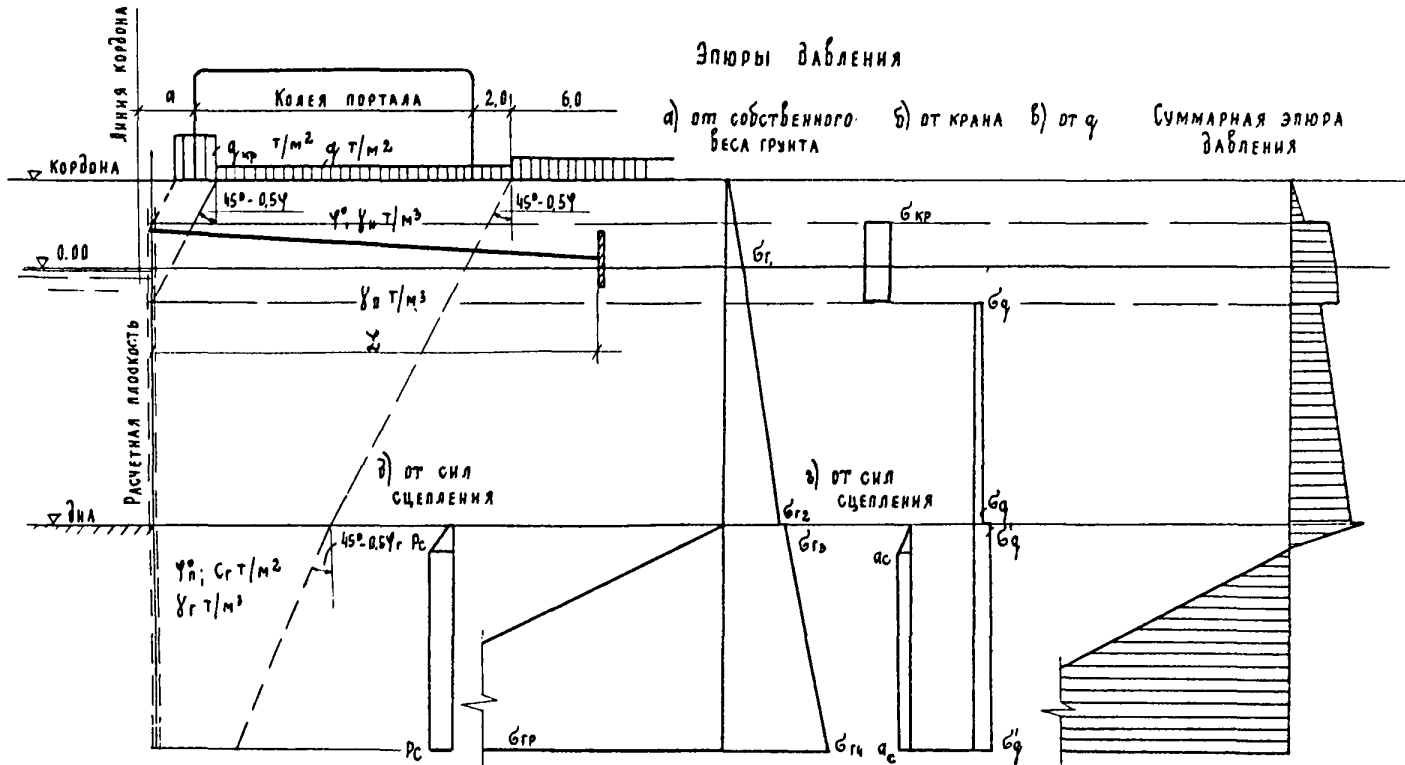 Линия кордона
Эпюры давления
а
Колея портала
2,0
6,0
а) от собственного
веса грунта
б) от крана
в) от q
Суммарная эпюра
давления
qкр т/м²
q т/м²
кордона
45°-0,5φ
45°-0,5φ
φ°, γн т/м³
σкр
0.00
σг1
γв т/м³
σq
Расчетная плоскость
д) от сил
сцепления
г) от сил
сцепления
дна
σг2
σг3
σq
σ'q
45°-0,5φг
Рс
ас
φ°п; Сг т/м²
γг т/м³
Рс
σгр
σг4
ас
σ'q